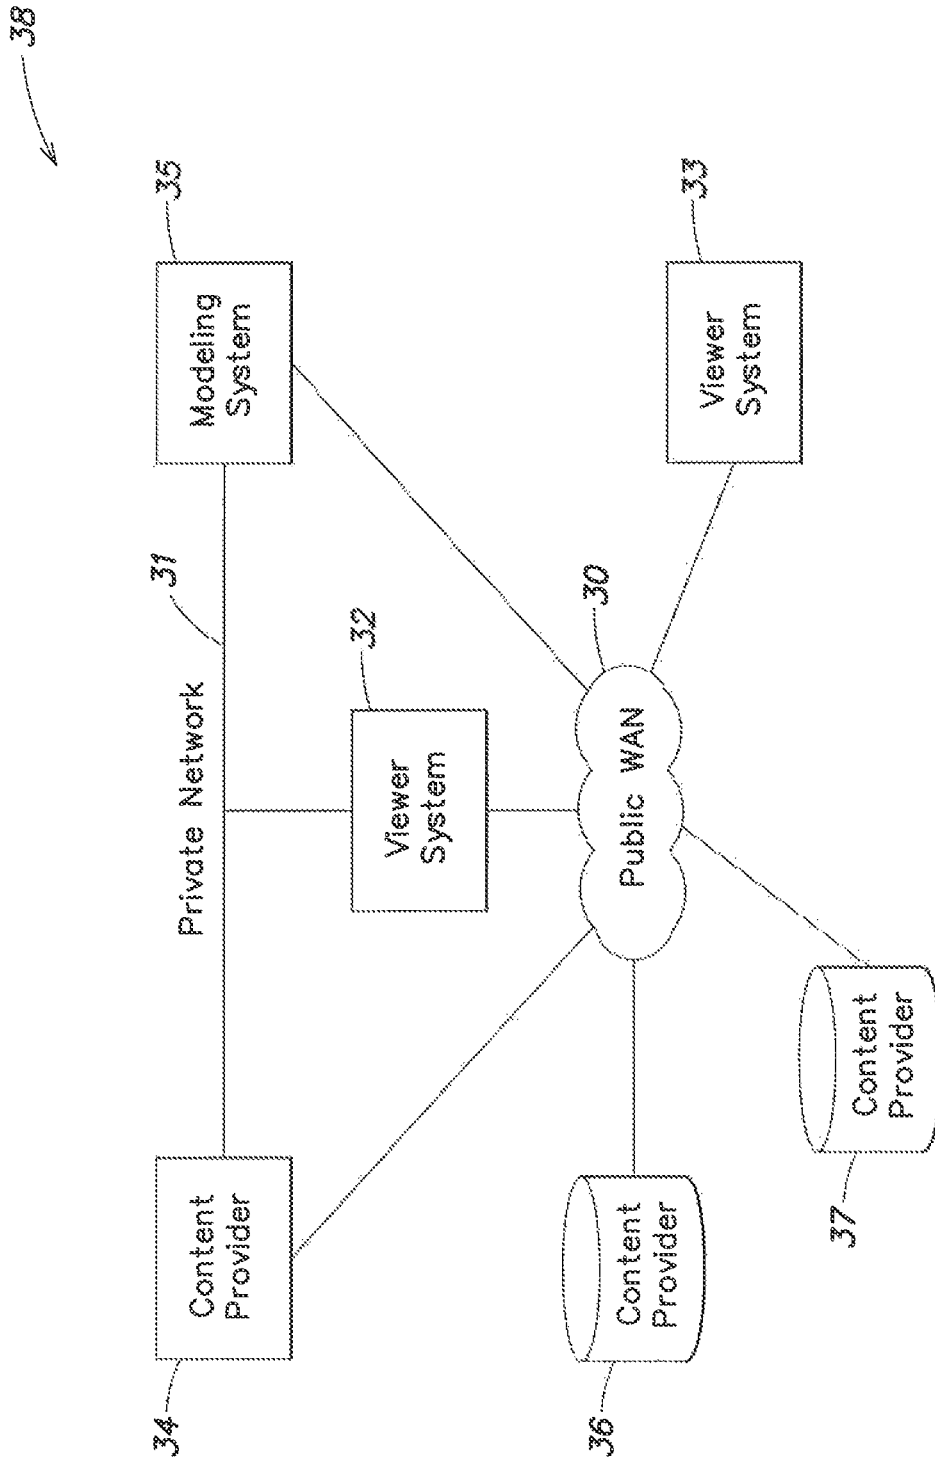 38
34
Content
Provider
Private Network
31
Modeling
System
35
Viewer
System
32
Public WAN
30
36
Content
Provider
37
Content
Provider
Viewer
System
33